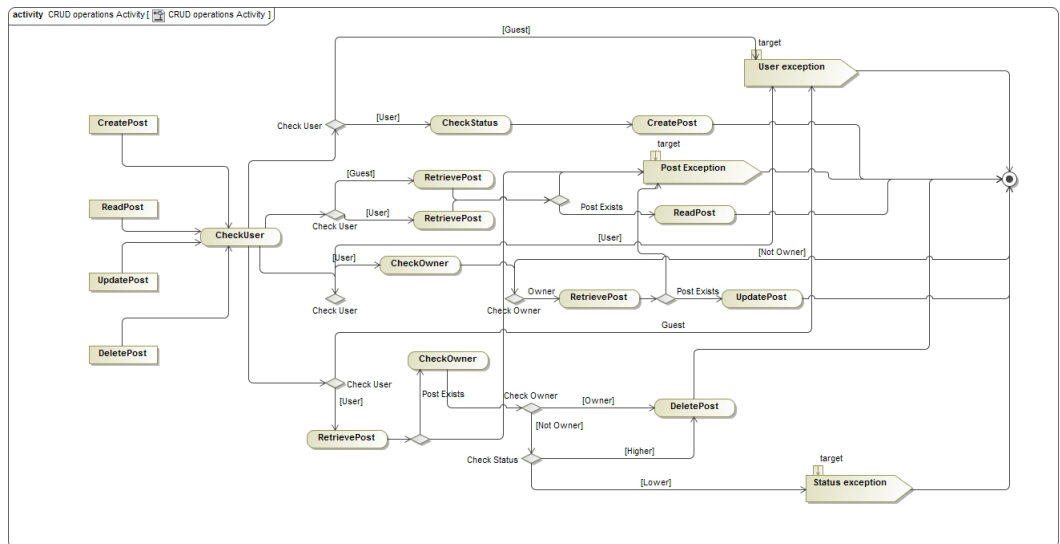 activity CRUD operations Activity [ CRUD operations Activity ]
[Guest]
target
User exception
CreatePost
Check User
[User]
CheckStatus
CreatePost
target
Post Exception
[Guest]
RetrievePost
ReadPost
Check User
[User]
RetrievePost
Post Exists
ReadPost
CheckUser
[User]
[Not Owner]
[User]
CheckOwner
UpdatePost
Check User
Check Owner
Owner
RetrievePost
Post Exists
UpdatePost
Guest
DeletePost
CheckOwner
Check User
Post Exists
Check Owner
[User]
[Owner]
DeletePost
[Not Owner]
RetrievePost
Check Status
[Higher]
target
[Lower]
Status exception